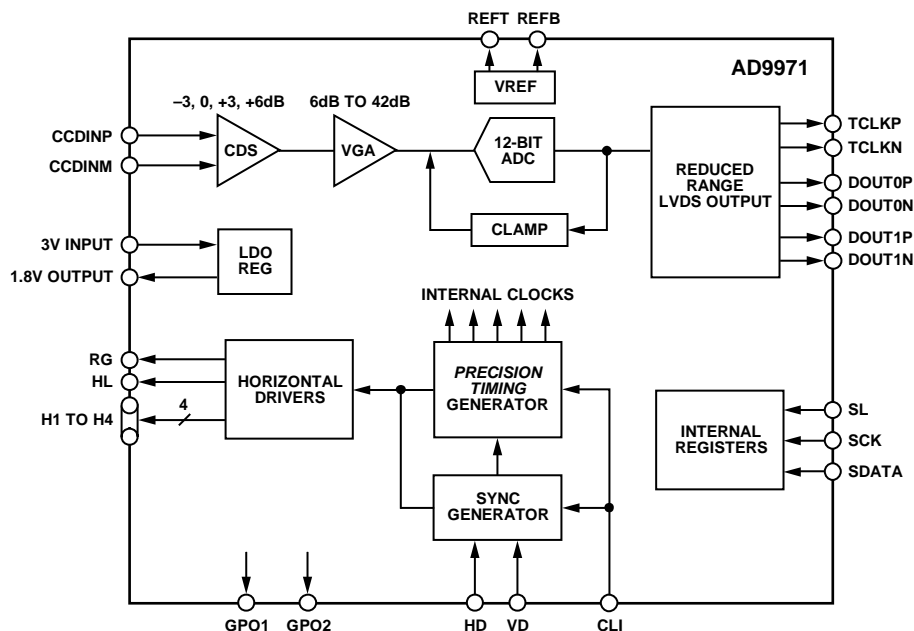 REFT REFB
AD9971
VREF
–3, 0, +3, +6dB
6dB TO 42dB
CCDINP
CCDINM
CDS
VGA
12-BIT
ADC
CLAMP
REDUCED
RANGE
LVDS OUTPUT
TCLKP
TCLKN
DOUT0P
DOUT0N
DOUT1P
DOUT1N
3V INPUT
1.8V OUTPUT
LDO
REG
INTERNAL CLOCKS
RG
HL
H1 TO H4
4
HORIZONTAL
DRIVERS
PRECISION
TIMING
GENERATOR
SYNC
GENERATOR
INTERNAL
REGISTERS
SL
SCK
SDATA
GPO1 GPO2 HD VD CLI